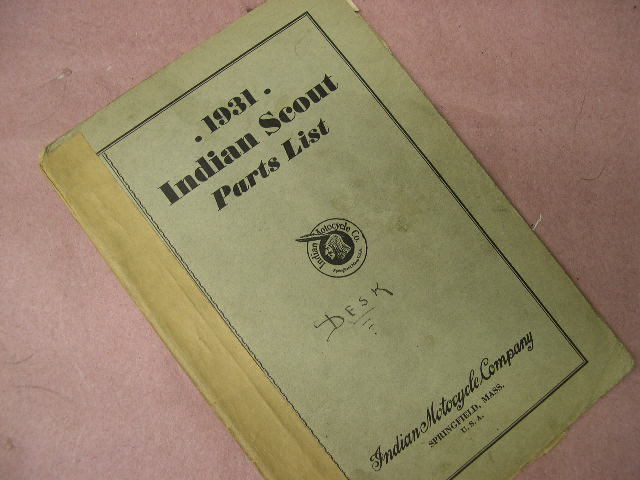 . 1931 .
Indian Scout
Parts List
Indian Motocycle Co.
DESK
Indian Motocycle Company
SPRINGFIELD, MASS.
U. S. A.